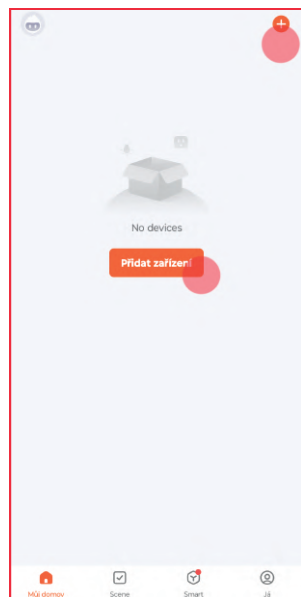 No devices
Přidat zařízení
Můj domov
Scene
Smart
Já